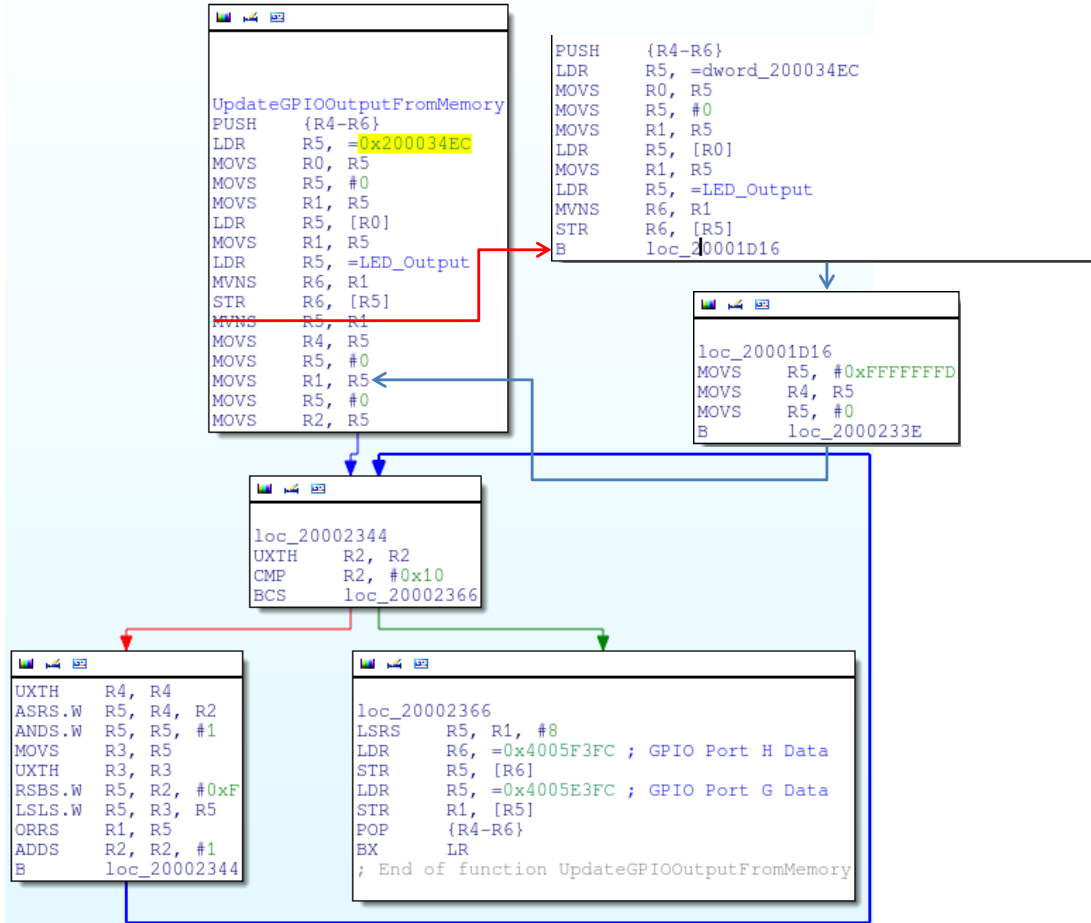 UpdateGPIOOutputFromMemory
PUSH {R4-R6}
LDR R5, =0x200034EC
MOVS R0, R5
MOVS R5, #0
MOVS R1, R5
LDR R5, [R0]
MOVS R1, R5
LDR R5, =LED_Output
MVNS R6, R1
STR R6, [R5]
MVNS R5, R1
MOVS R4, R5
MOVS R5, #0
MOVS R1, R5
MOVS R5, #0
MOVS R2, R5
PUSH {R4-R6}
LDR R5, =dword_200034EC
MOVS R0, R5
MOVS R5, #0
MOVS R1, R5
LDR R5, [R0]
MOVS R1, R5
LDR R5, =LED_Output
MVNS R6, R1
STR R6, [R5]
B loc_20001D16
loc_20001D16
MOVS R5, #0xFFFFFFFD
MOVS R4, R5
MOVS R5, #0
B loc_2000233E
loc_20002344
UXTH R2, R2
CMP R2, #0x10
BCS loc_20002366
UXTH R4, R4
ASRS.W R5, R4, R2
ANDS.W R5, R5, #1
MOVS R3, R5
UXTH R3, R3
RSBS.W R5, R2, #0xF
LSLS.W R5, R3, R5
ORRS R1, R5
ADDS R2, R2, #1
B loc_20002344
loc_20002366
LSRS R5, R1, #8
LDR R6, =0x4005F3FC ; GPIO Port H Data
STR R5, [R6]
LDR R5, =0x4005E3FC ; GPIO Port G Data
STR R1, [R5]
POP {R4-R6}
BX LR
; End of function UpdateGPIOOutputFromMemory